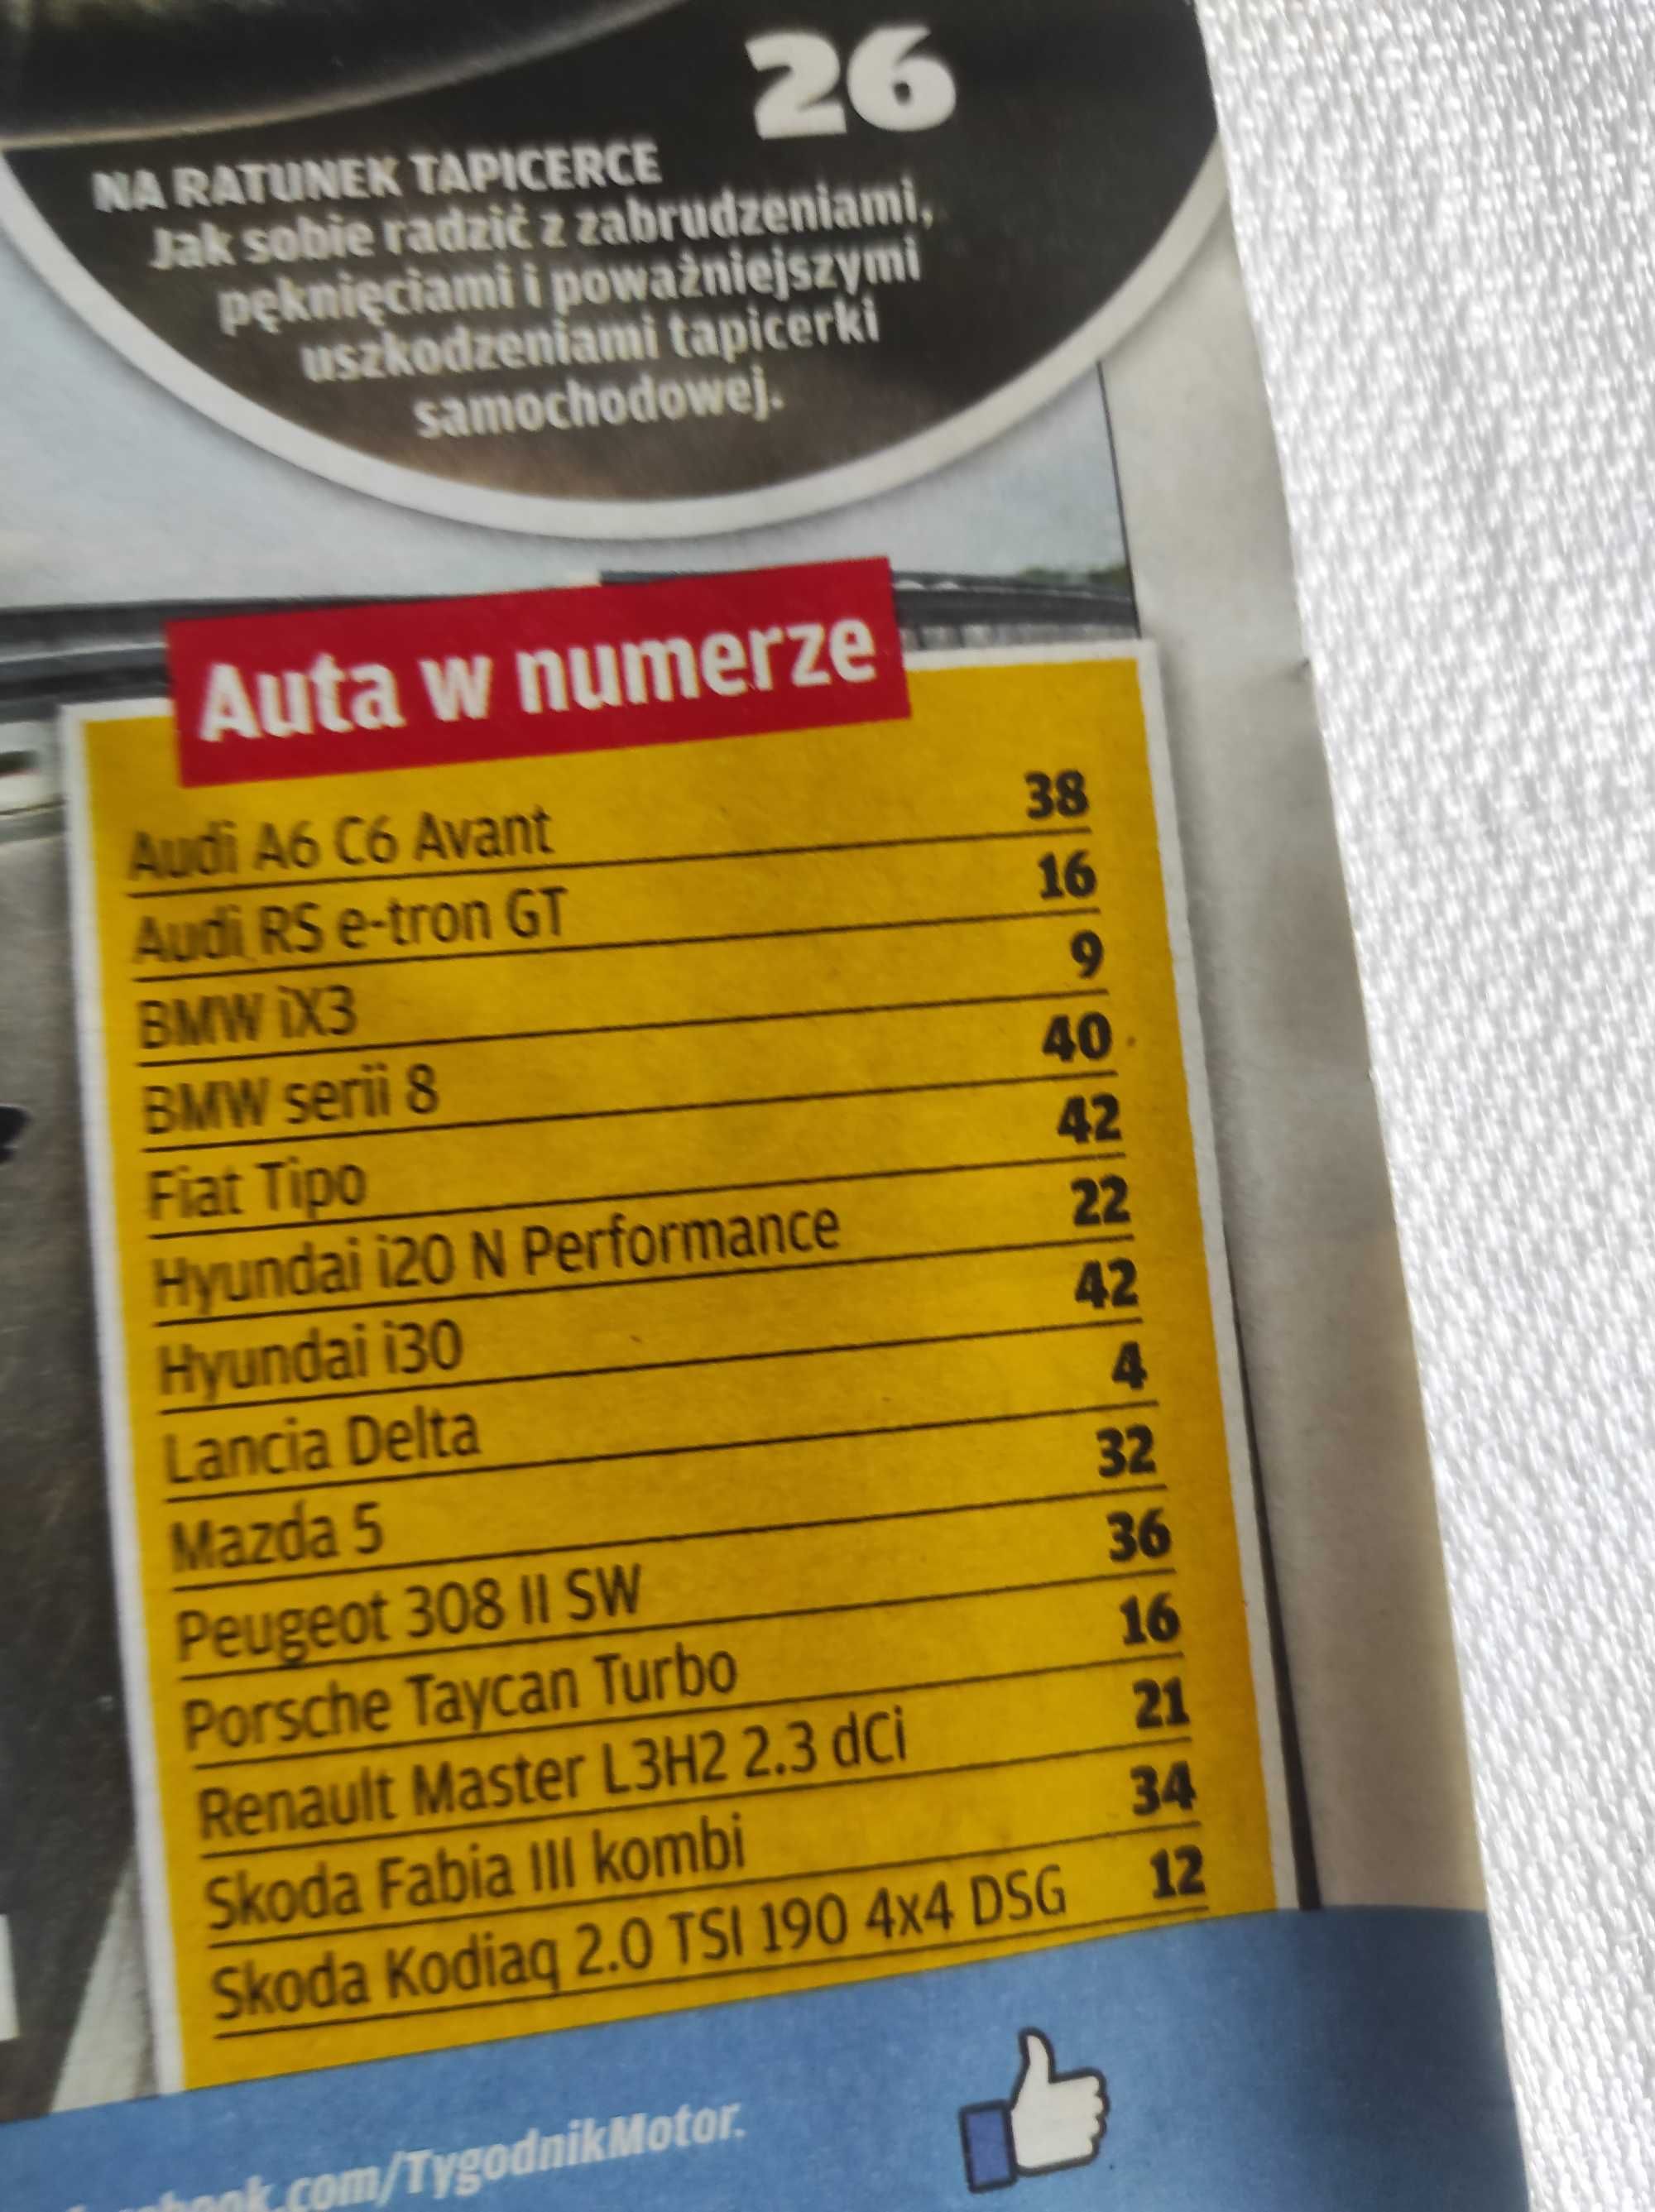 26
NA RATUNEK TAPICERCE
Jak sobie radzić z zabrudzeniami,
pęknięciami i poważniejszymi
uszkodzeniami tapicerki
samochodowej.
Auta w numerze
Audi A6 C6 Avant 38
Audi RS e-tron GT 16
BMW iX3 9
BMW serii 8 40
Fiat Tipo 42
Hyundai i20 N Performance 22
Hyundai i30 42
Lancia Delta 4
Mazda 5 32
Peugeot 308 II SW 36
Porsche Taycan Turbo 16
Renault Master L3H2 2.3 dCi 21
Skoda Fabia III kombi 34
Skoda Kodiaq 2.0 TSI 190 4x4 DSG 12
book.com/TygodnikMotor.